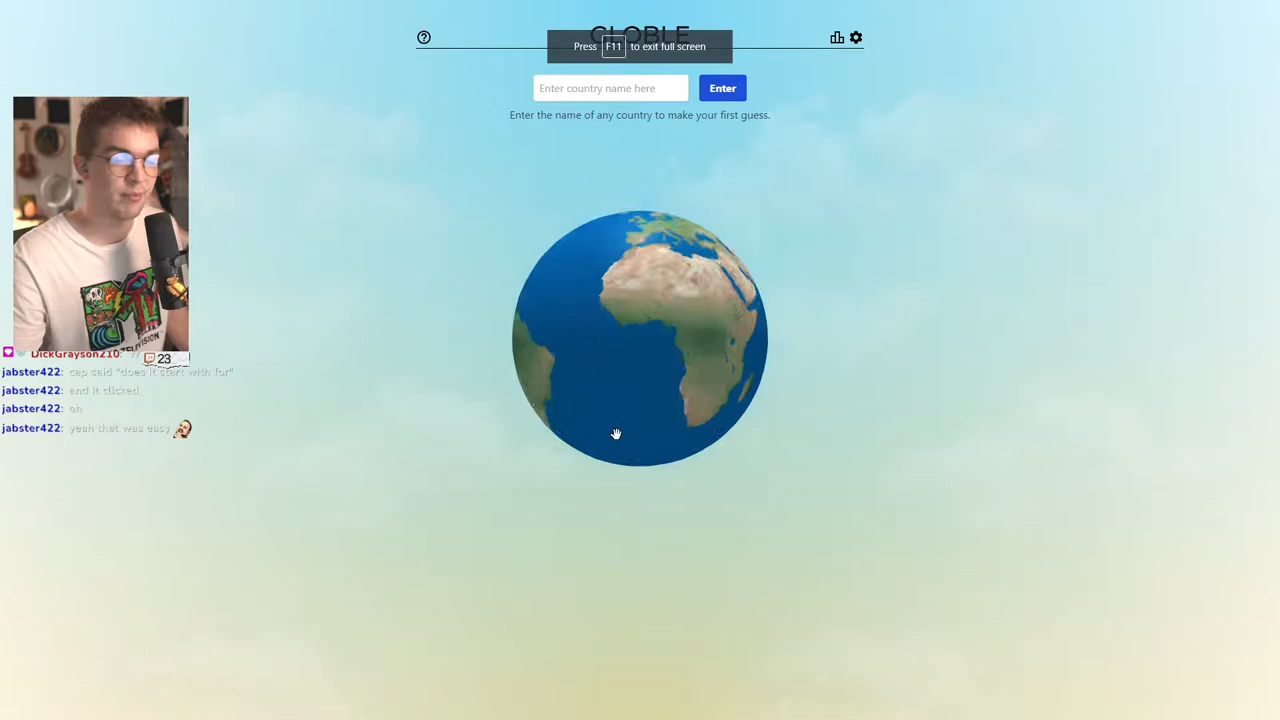 GLOBLE
Press F11 to exit full screen
Enter country name here
Enter
Enter the name of any country to make your first guess.
DickGrayson210:
23
jabster422: cap said "does it start with for"
jabster422: and it clicked
jabster422: oh
jabster422: yeah that was easy